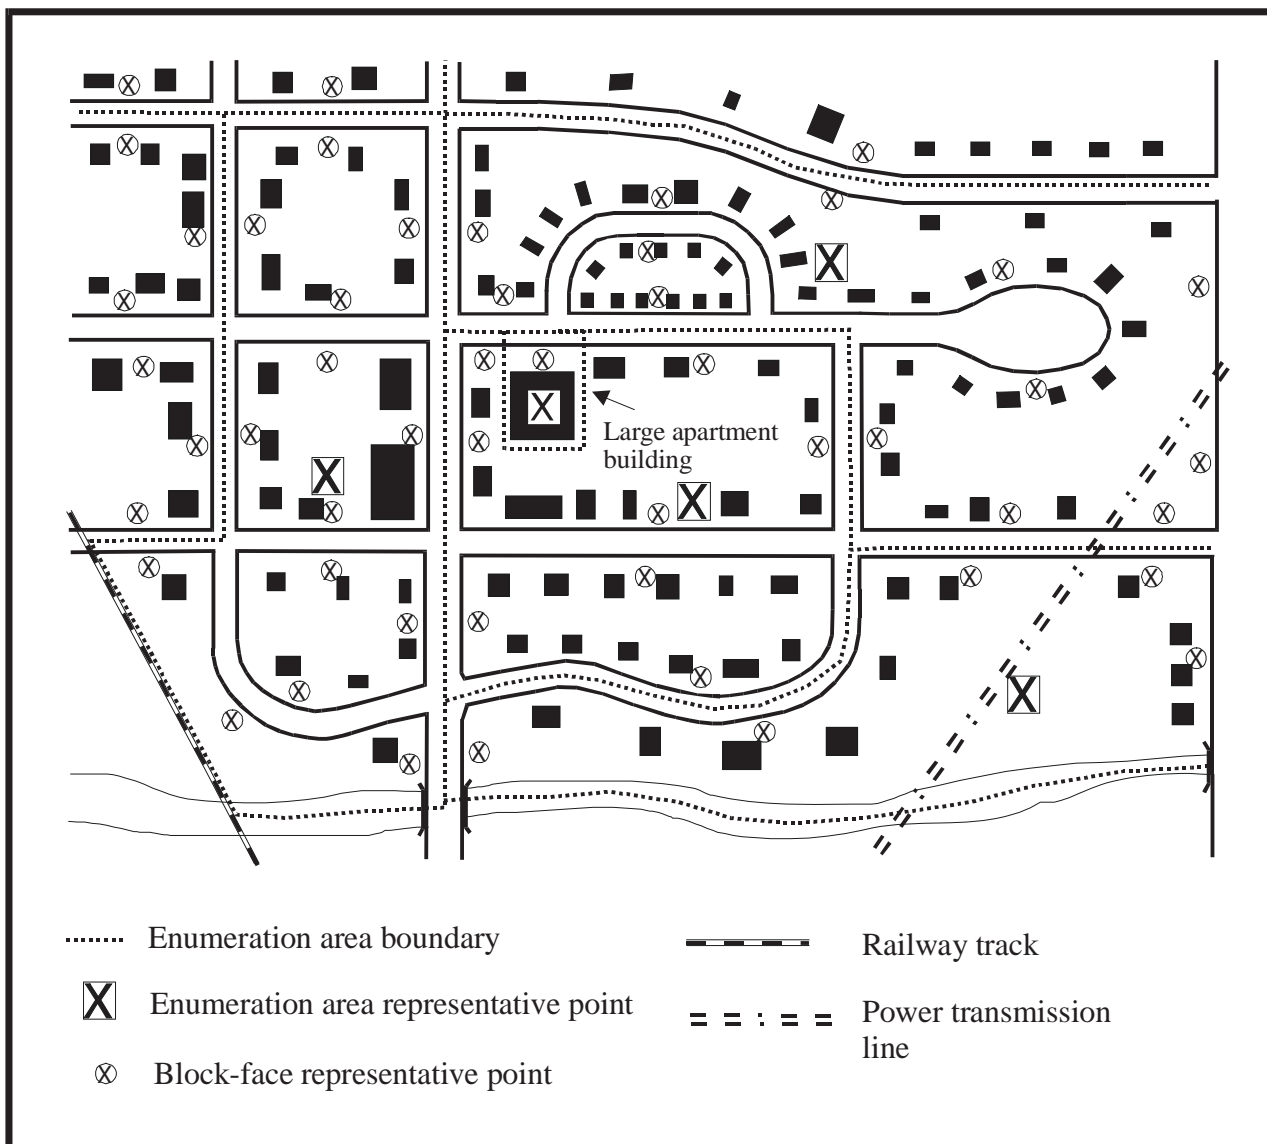 Large apartment
building
Enumeration area boundary
Railway track
Enumeration area representative point
Power transmission
line
Block-face representative point